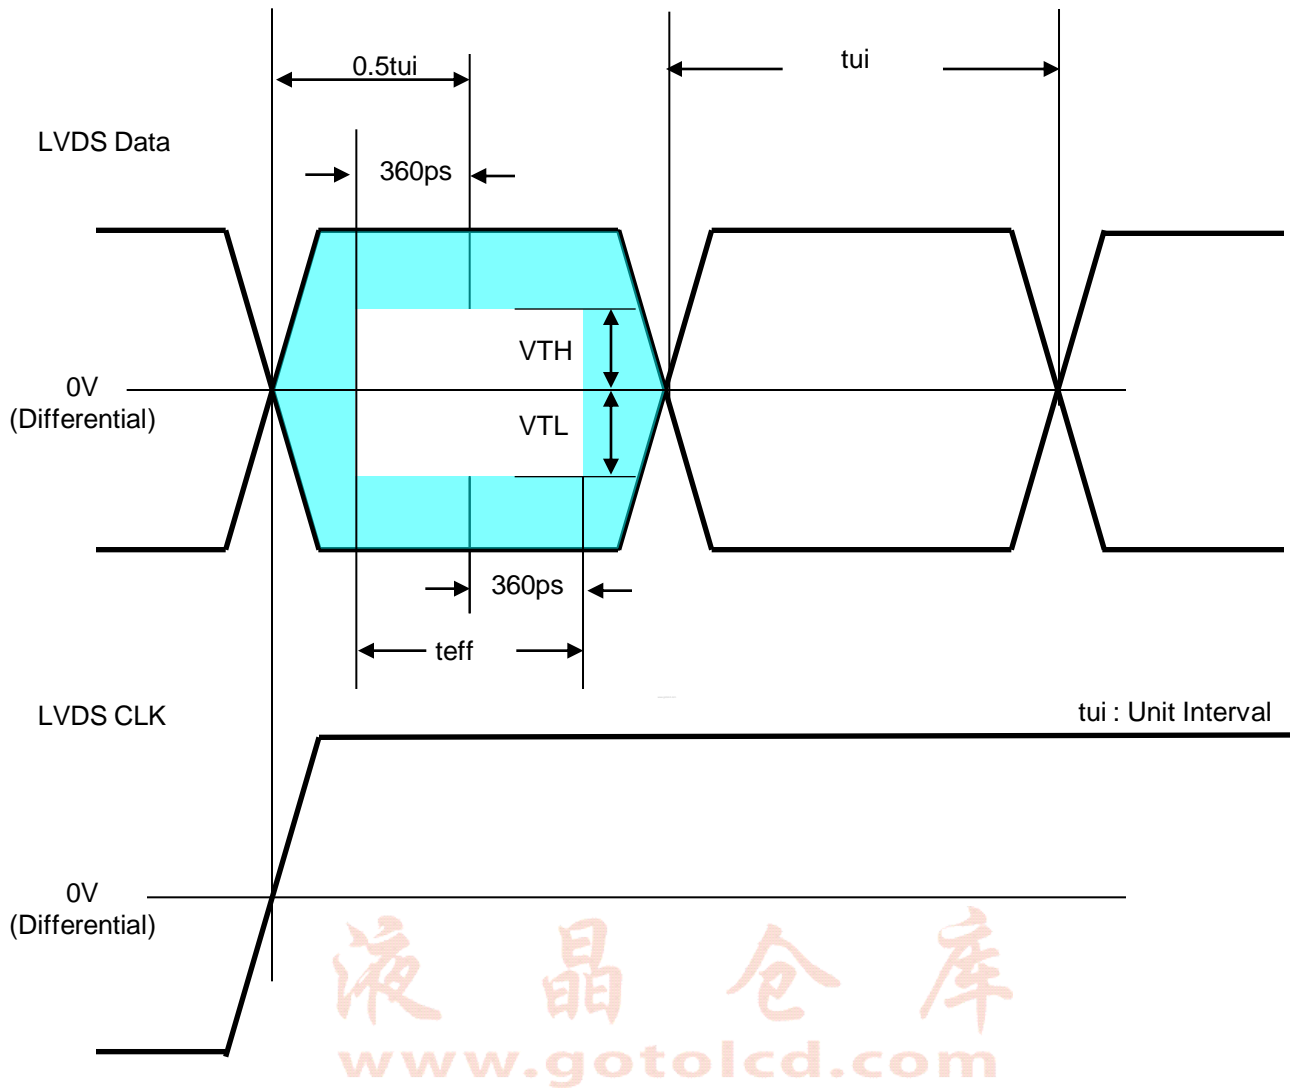 0.5tui
tui
LVDS Data
360ps
VTH
0V
(Differential)
VTL
360ps
teff
LVDS CLK
tui : Unit Interval
0V
(Differential)
液晶仓库
www.gotolcd.com